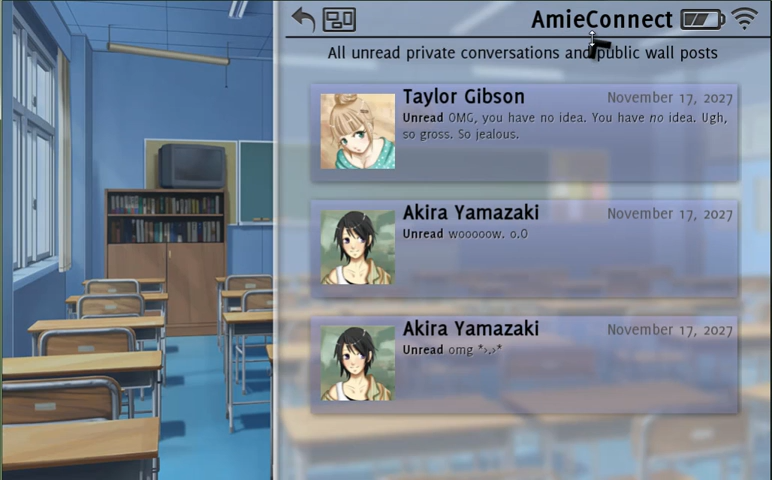 AmieConnect
All unread private conversations and public wall posts
Taylor Gibson
November 17, 2027
Unread OMG, you have no idea. You have no idea. Ugh,
so gross. So jealous.
Akira Yamazaki
November 17, 2027
Unread wooooow. o.0
Akira Yamazaki
November 17, 2027
Unread omg *>.>*